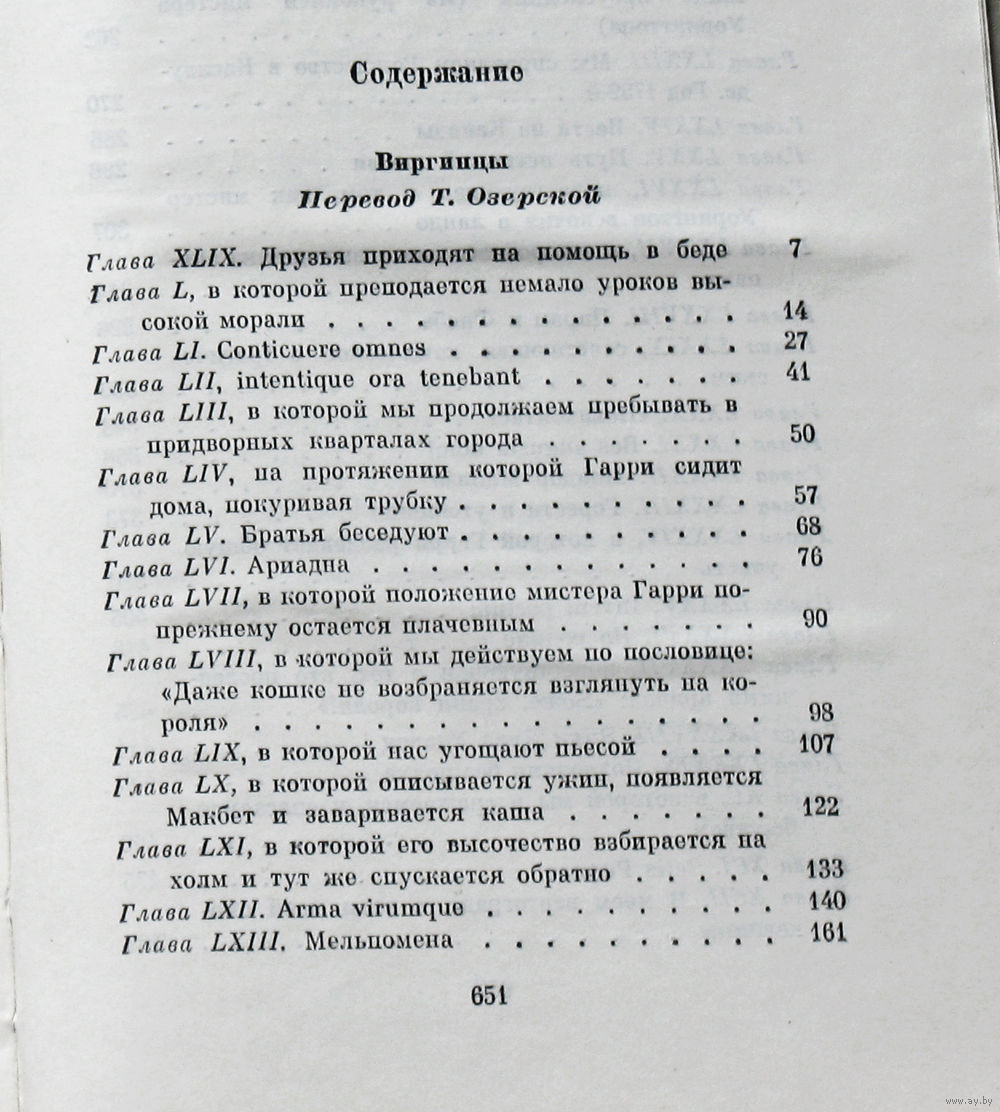 Содержание
Виргинцы
Перевод Т. Озерской
Глава XLIX. Друзья приходят на помощь в беде 7
Глава L, в которой преподается немало уроков вы-
сокой морали . . . . . . . . . . . . . . 14
Глава LI. Conticuere omnes . . . . . . . . . . 27
Глава LII, intentique ora tenebant . . . . . . . 41
Глава LIII, в которой мы продолжаем пребывать в
придворных кварталах города . . . . . . . 50
Глава LIV, на протяжении которой Гарри сидит
дома, покуривая трубку . . . . . . . . . . 57
Глава LV. Братья беседуют . . . . . . . . . . 68
Глава LVI. Ариадна . . . . . . . . . . . . . 76
Глава LVII, в которой положение мистера Гарри по-
прежнему остается плачевным . . . . . . . 90
Глава LVIII, в которой мы действуем по пословице:
«Даже кошке не возбраняется взглянуть на ко-
роля» . . . . . . . . . . . . . . . . . 98
Глава LIX, в которой нас угощают пьесой . . . . 107
Глава LX, в которой описывается ужин, появляется
Макбет и заваривается каша . . . . . . . 122
Глава LXI, в которой его высочество взбирается на
холм и тут же спускается обратно . . . . . 133
Глава LXII. Arma virumque . . . . . . . . . . 140
Глава LXIII. Мельпомена . . . . . . . . . . 161
651
www.ay.by